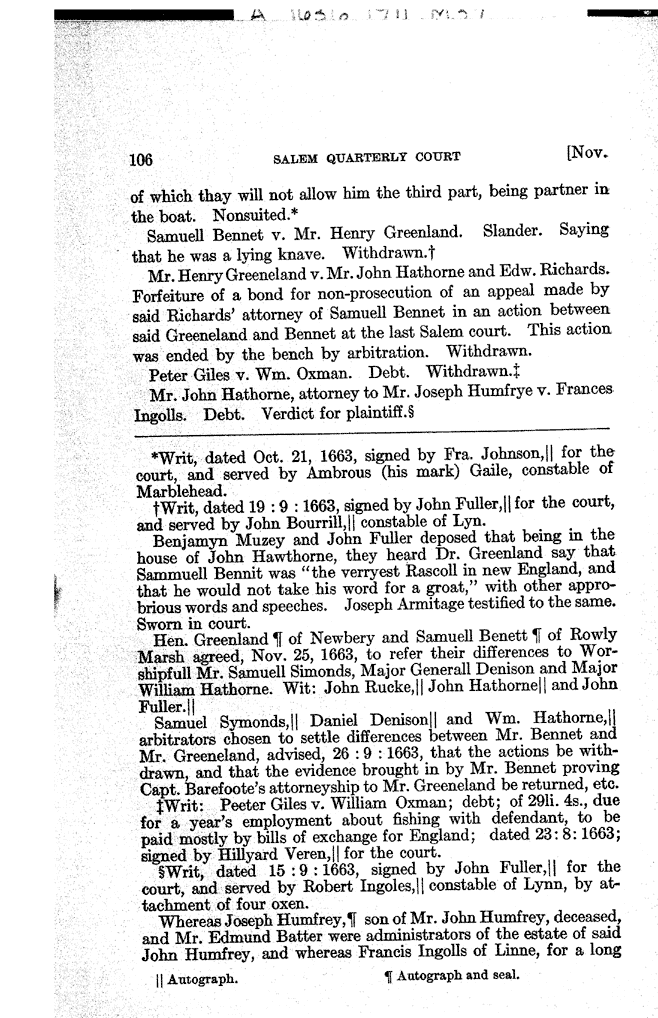 A 1651a 1911 M.S
106 SALEM QUARTERLY COURT [Nov.
of which thay will not allow him the third part, being partner in
the boat. Nonsuited.*
Samuell Bennet v. Mr. Henry Greenland. Slander. Saying
that he was a lying knave. Withdrawn.†
Mr. Henry Greeneland v. Mr. John Hathorne and Edw. Richards.
Forfeiture of a bond for non-prosecution of an appeal made by
said Richards' attorney of Samuell Bennet in an action between
said Greeneland and Bennet at the last Salem court. This action
was ended by the bench by arbitration. Withdrawn.
Peter Giles v. Wm. Oxman. Debt. Withdrawn.‡
Mr. John Hathorne, attorney to Mr. Joseph Humfrye v. Frances
Ingolls. Debt. Verdict for plaintiff.§
*Writ, dated Oct. 21, 1663, signed by Fra. Johnson,|| for the
court, and served by Ambrous (his mark) Gaile, constable of
Marblehead.
†Writ, dated 19 : 9 : 1663, signed by John Fuller,|| for the court,
and served by John Bourrill,|| constable of Lyn.
Benjamyn Muzey and John Fuller deposed that being in the
house of John Hawthorne, they heard Dr. Greenland say that
Sammuell Bennit was "the verryest Rascoll in new England, and
that he would not take his word for a groat," with other appro-
brious words and speeches. Joseph Armitage testified to the same.
Sworn in court.
Hen. Greenland ¶ of Newbery and Samuell Benett ¶ of Rowly
Marsh agreed, Nov. 25, 1663, to refer their differences to Wor-
shipfull Mr. Samuell Simonds, Major Generall Denison and Major
William Hathorne. Wit: John Rucke,|| John Hathorne|| and John
Fuller.||
Samuel Symonds,|| Daniel Denison|| and Wm. Hathorne,||
arbitrators chosen to settle differences between Mr. Bennet and
Mr. Greeneland, advised, 26 : 9 : 1663, that the actions be with-
drawn, and that the evidence brought in by Mr. Bennet proving
Capt. Barefoote's attorneyship to Mr. Greeneland be returned, etc.
‡Writ: Peeter Giles v. William Oxman; debt; of 29li. 4s., due
for a year's employment about fishing with defendant, to be
paid mostly by bills of exchange for England; dated 23: 8: 1663;
signed by Hillyard Veren,|| for the court.
§Writ, dated 15 : 9 : 1663, signed by John Fuller,|| for the
court, and served by Robert Ingoles,|| constable of Lynn, by at-
tachment of four oxen.
Whereas Joseph Humfrey,¶ son of Mr. John Humfrey, deceased,
and Mr. Edmund Batter were administrators of the estate of said
John Humfrey, and whereas Francis Ingolls of Linne, for a long
|| Autograph. ¶ Autograph and seal.